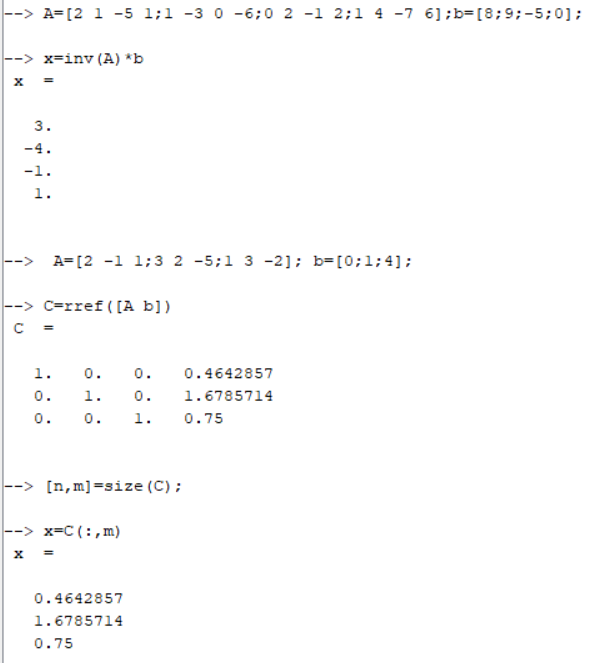 --> A=[2 1 -5 1;1 -3 0 -6;0 2 -1 2;1 4 -7 6];b=[8;9;-5;0];
--> x=inv(A)*b
x =
3.
-4.
-1.
1.
--> A=[2 -1 1;3 2 -5;1 3 -2]; b=[0;1;4];
--> C=rref([A b])
C =
1. 0. 0. 0.4642857
0. 1. 0. 1.6785714
0. 0. 1. 0.75
--> [n,m]=size(C);
--> x=C(:,m)
x =
0.4642857
1.6785714
0.75